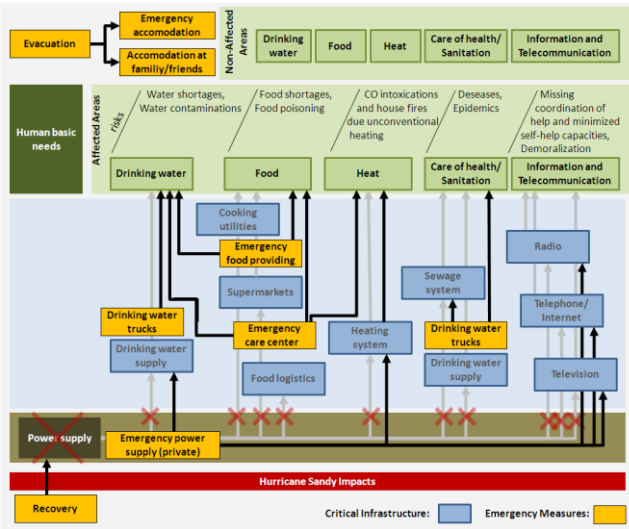 Evacuation
Emergency
accomodation
Accomodation at
familiy/friends
Non-Affected
Areas
Drinking
water
Food
Heat
Care of health/
Sanitation
Information and
Telecommunication
Human basic
needs
Affected Areas
risks
Water shortages,
Water contaminations
Food shortages,
Food poisoning
CO intoxications
and house fires
due unconventional
heating
Deseases,
Epidemics
Missing
coordination of
help and minimized
self-help capacities,
Demoralization
Drinking water
Food
Heat
Care of health/
Sanitation
Information and
Telecommunication
Cooking
utilities
Emergency
food providing
Radio
Supermarkets
Sewage
system
Drinking water
trucks
Emergency
care center
Heating
system
Drinking water
trucks
Telephone/
Internet
Drinking water
supply
Food logistics
Drinking water
supply
Television
Power supply
Emergency power
supply (private)
Hurricane Sandy Impacts
Recovery
Critical Infrastructure:
Emergency Measures: